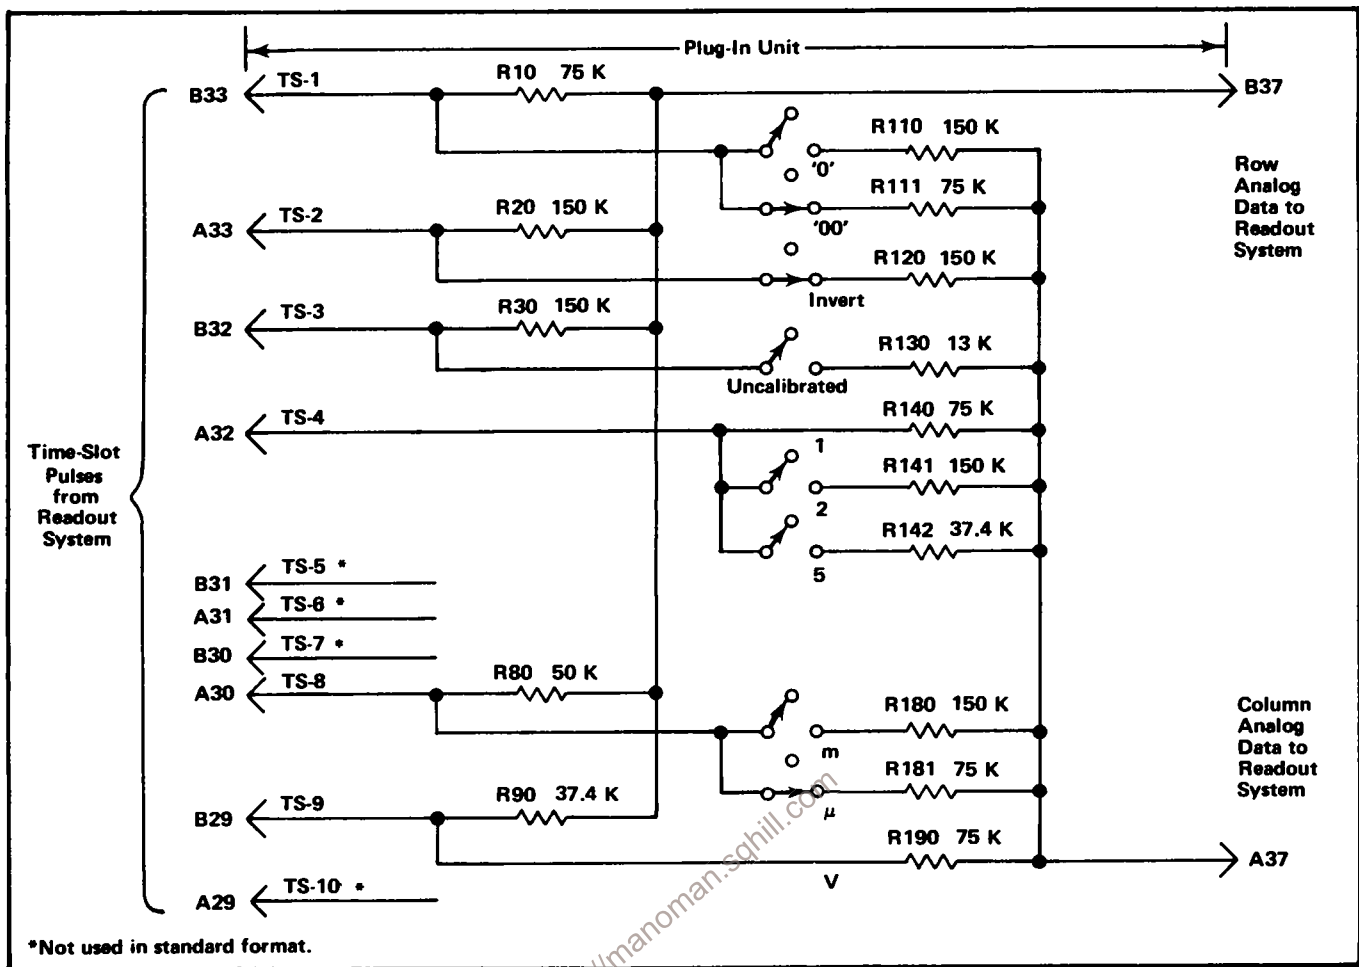 Plug-In Unit
B33 TS-1 R10 75 K B37
R110 150 K
'0'
Row
Analog
Data to
Readout
System
R111 75 K
'00'
A33 TS-2 R20 150 K
R120 150 K
Invert
B32 TS-3 R30 150 K
R130 13 K
Uncalibrated
A32 TS-4 R140 75 K
1
R141 150 K
2
R142 37.4 K
5
Time-Slot
Pulses
from
Readout
System
B31 TS-5 *
A31 TS-6 *
B30 TS-7 *
A30 TS-8 R80 50 K
R180 150 K
m
R181 75 K
μ
Column
Analog
Data to
Readout
System
B29 TS-9 R90 37.4 K
R190 75 K
V
A37
A29 TS-10 *
*Not used in standard format.
//manoman.sqhill.com